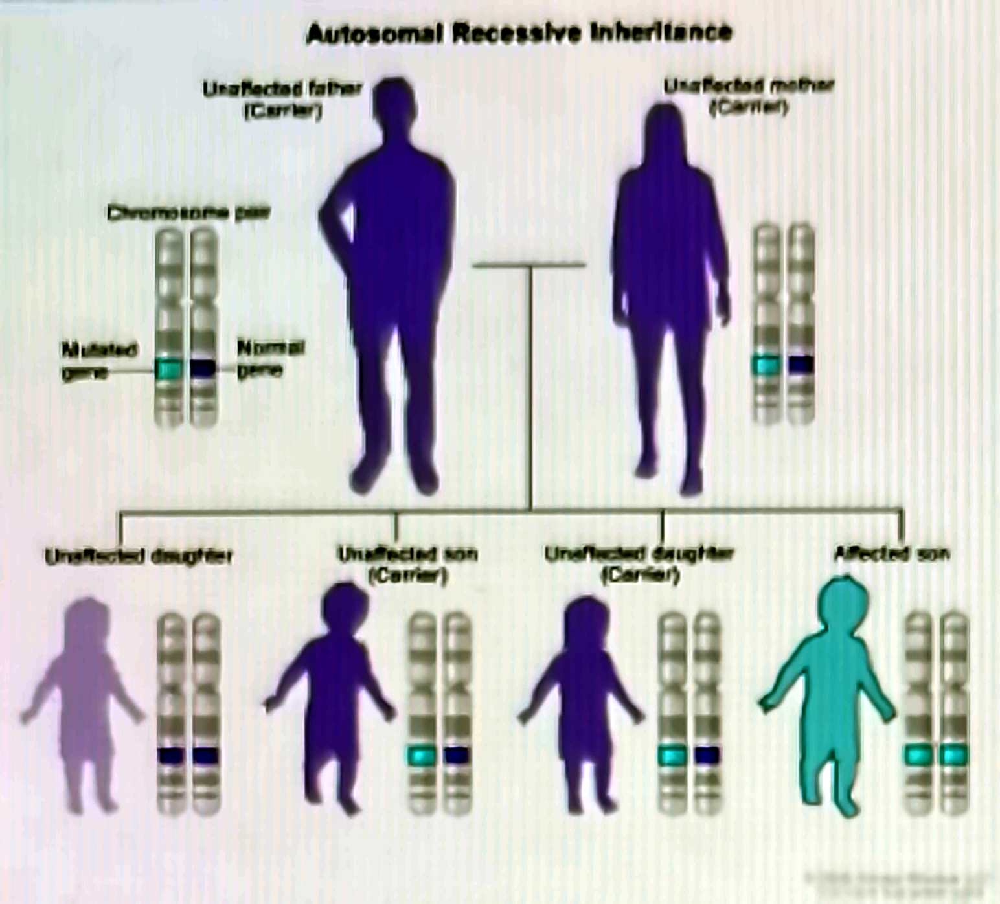 Autosomal Recessive Inheritance
Unaffected father
(Carrier)
Unaffected mother
(Carrier)
Chromosome pair
Mutated
gene
Normal
gene
Unaffected daughter
Unaffected son
(Carrier)
Unaffected daughter
(Carrier)
Affected son